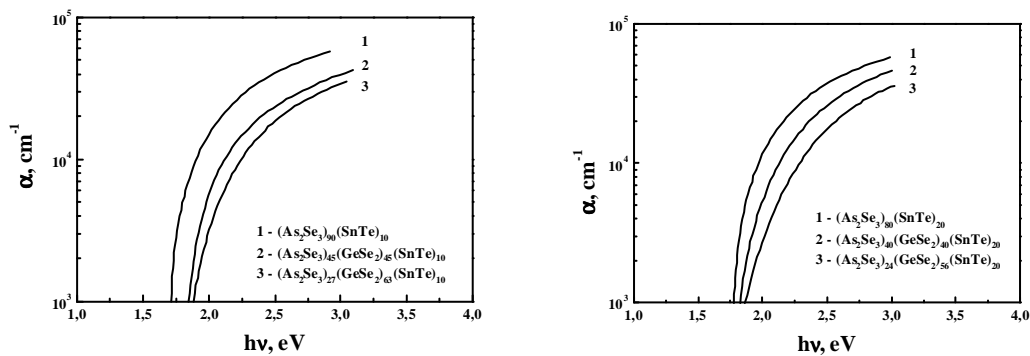 10⁵
10⁴
10³
α, cm⁻¹
1
2
3
1 - (As₂Se₃)₉₀(SnTe)₁₀
2 - (As₂Se₃)₄₅(GeSe₂)₄₅(SnTe)₁₀
3 - (As₂Se₃)₂₇(GeSe₂)₆₃(SnTe)₁₀
1,0 1,5 2,0 2,5 3,0 3,5 4,0
hν, eV
10⁵
10⁴
10³
α, cm⁻¹
1
2
3
1 - (As₂Se₃)₈₀(SnTe)₂₀
2 - (As₂Se₃)₄₀(GeSe₂)₄₀(SnTe)₂₀
3 - (As₂Se₃)₂₄(GeSe₂)₅₆(SnTe)₂₀
1,0 1,5 2,0 2,5 3,0 3,5 4,0
hν, eV